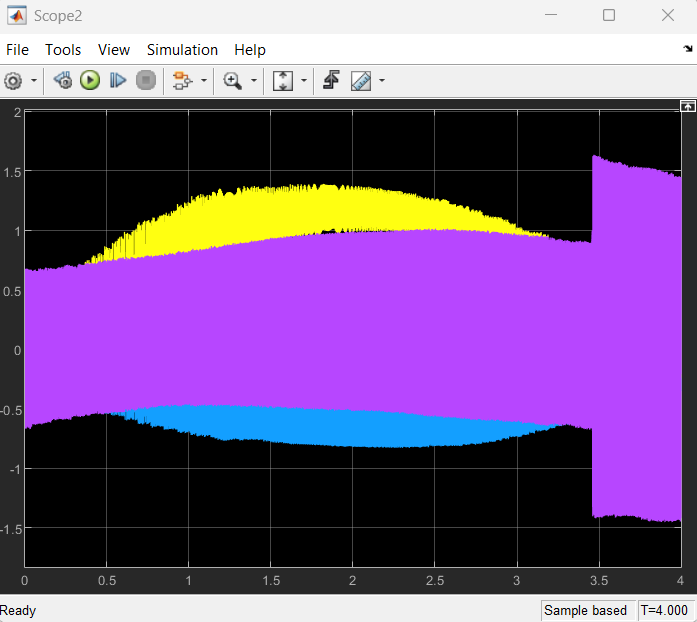 Scope2
File Tools View Simulation Help
2
1.5
1
0.5
0
-0.5
-1
-1.5
0 0.5 1 1.5 2 2.5 3 3.5 4
Ready Sample based T=4.000